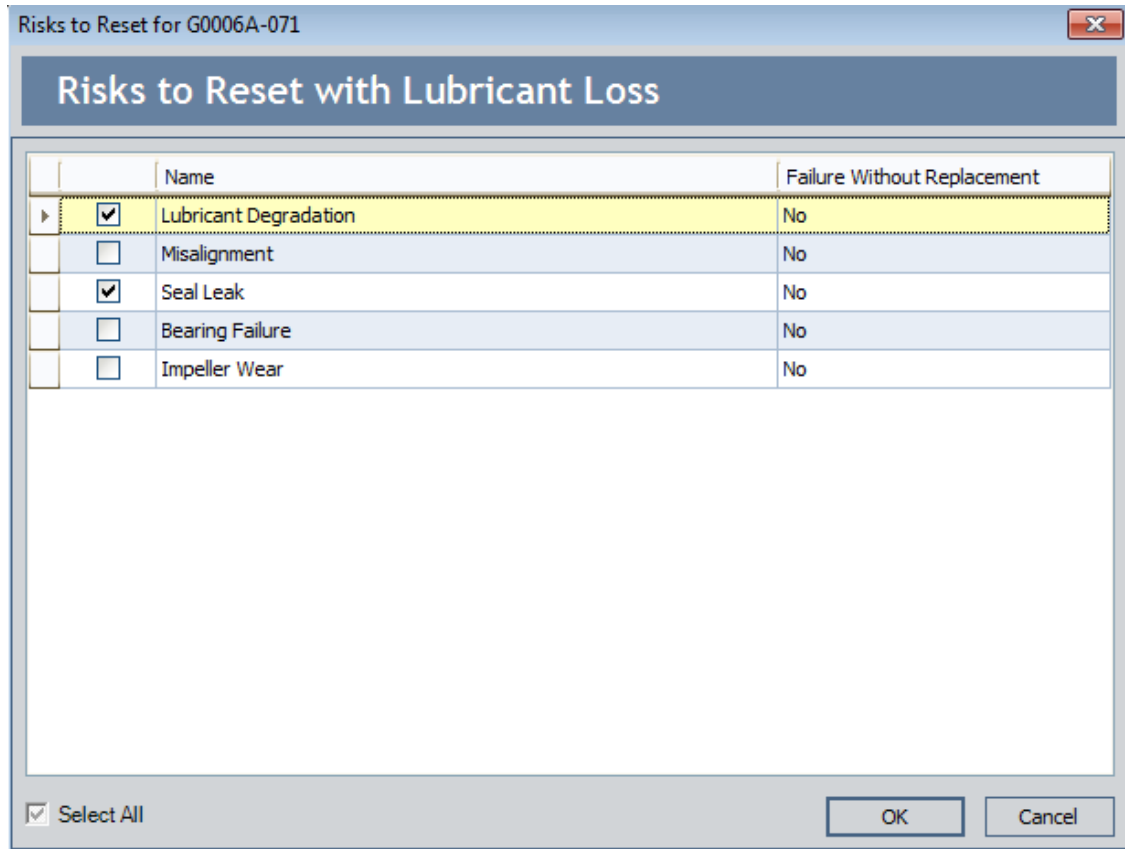 Risks to Reset for G0006A-071
Risks to Reset with Lubricant Loss
Name Failure Without Replacement
Lubricant Degradation No
Misalignment No
Seal Leak No
Bearing Failure No
Impeller Wear No
Select All OK Cancel